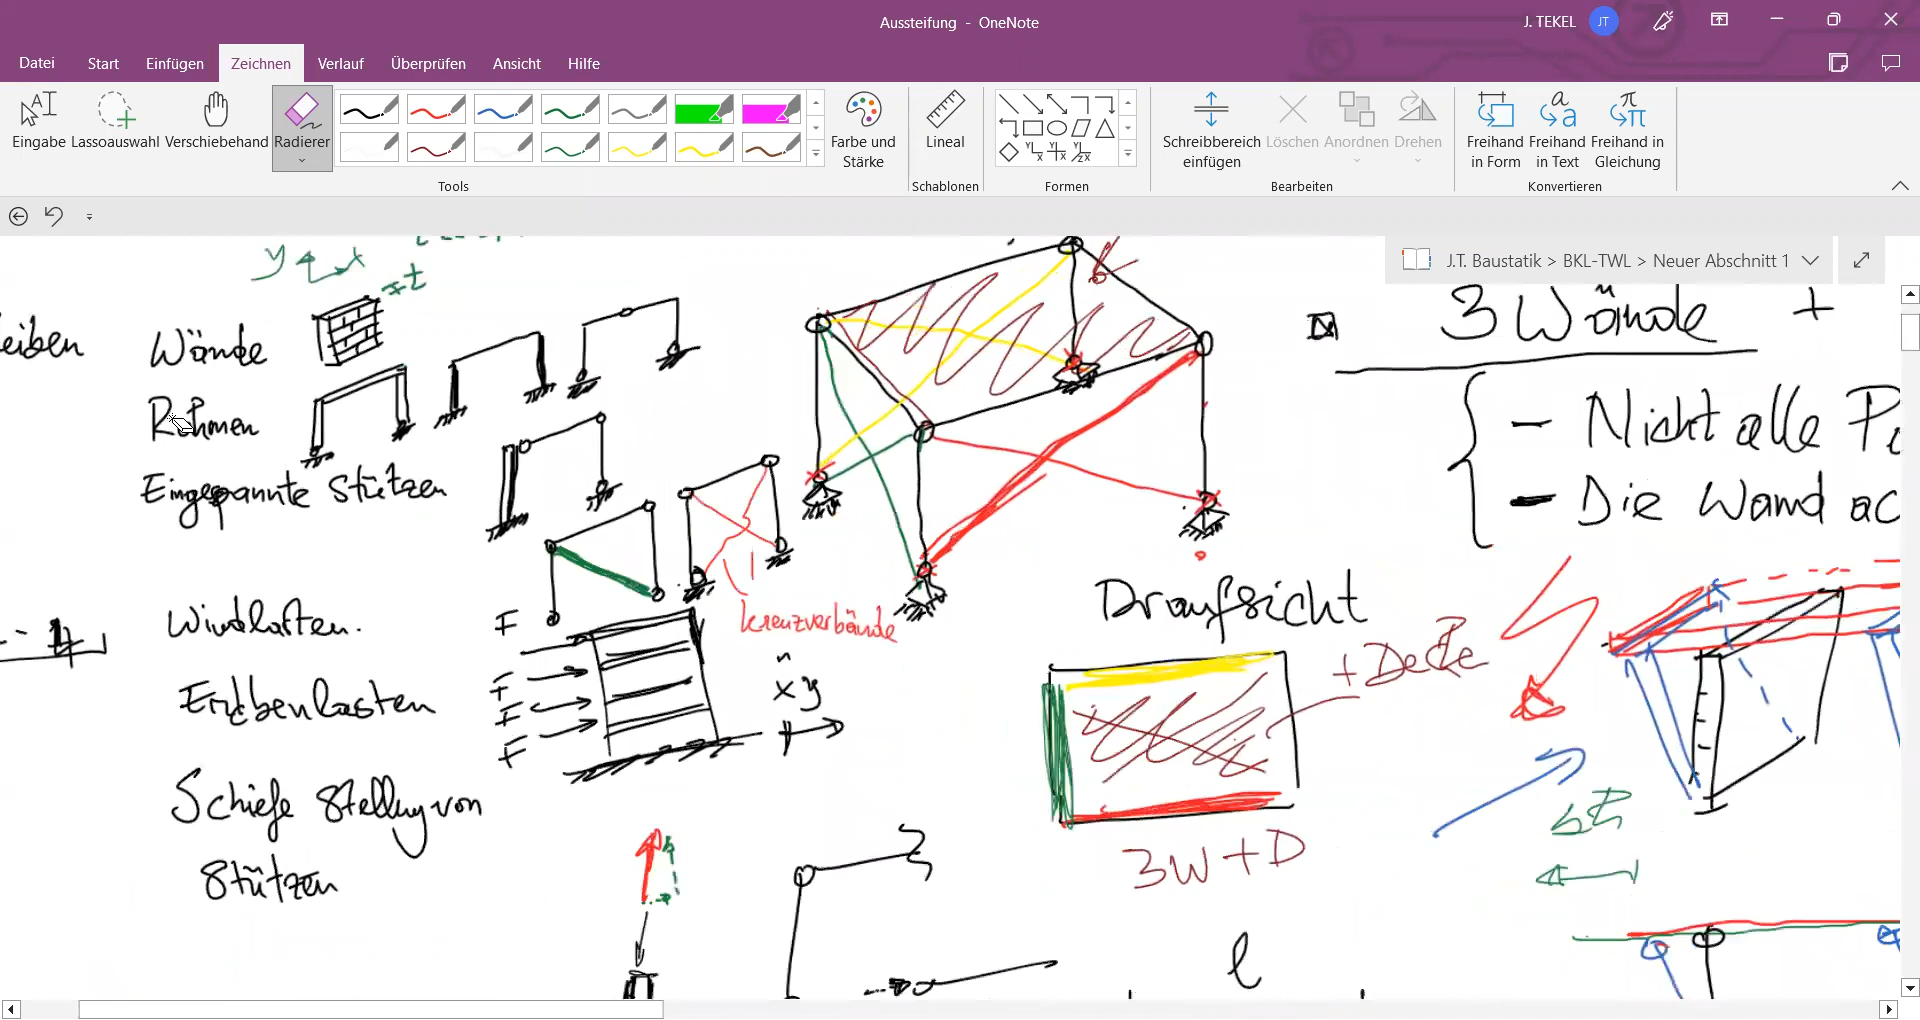 Aussteifung - OneNote
J. TEKEL
JT
Datei Start Einfügen Zeichnen Verlauf Überprüfen Ansicht Hilfe
Eingabe Lassoauswahl Verschiebehand Radierer
Farbe und Stärke
Lineal
Schreibbereich einfügen
Löschen Anordnen Drehen
Freihand in Form
Freihand in Text
Freihand in Gleichung
Tools Schablonen Formen Bearbeiten Konvertieren
J.T. Baustatik > BKL-TWL > Neuer Abschnitt 1
y x
t
b
eiben Wände
Rahmen
Eingespannte Stützen
Kreuzverbände
Windlasten.
F
F
F
F
Erdbebenlasten
x y
Schiefe Stellung von
Stützen
Draufsicht
+ Decke
3W + D
3 Wände +
- Nicht alle
- Die Wand
l